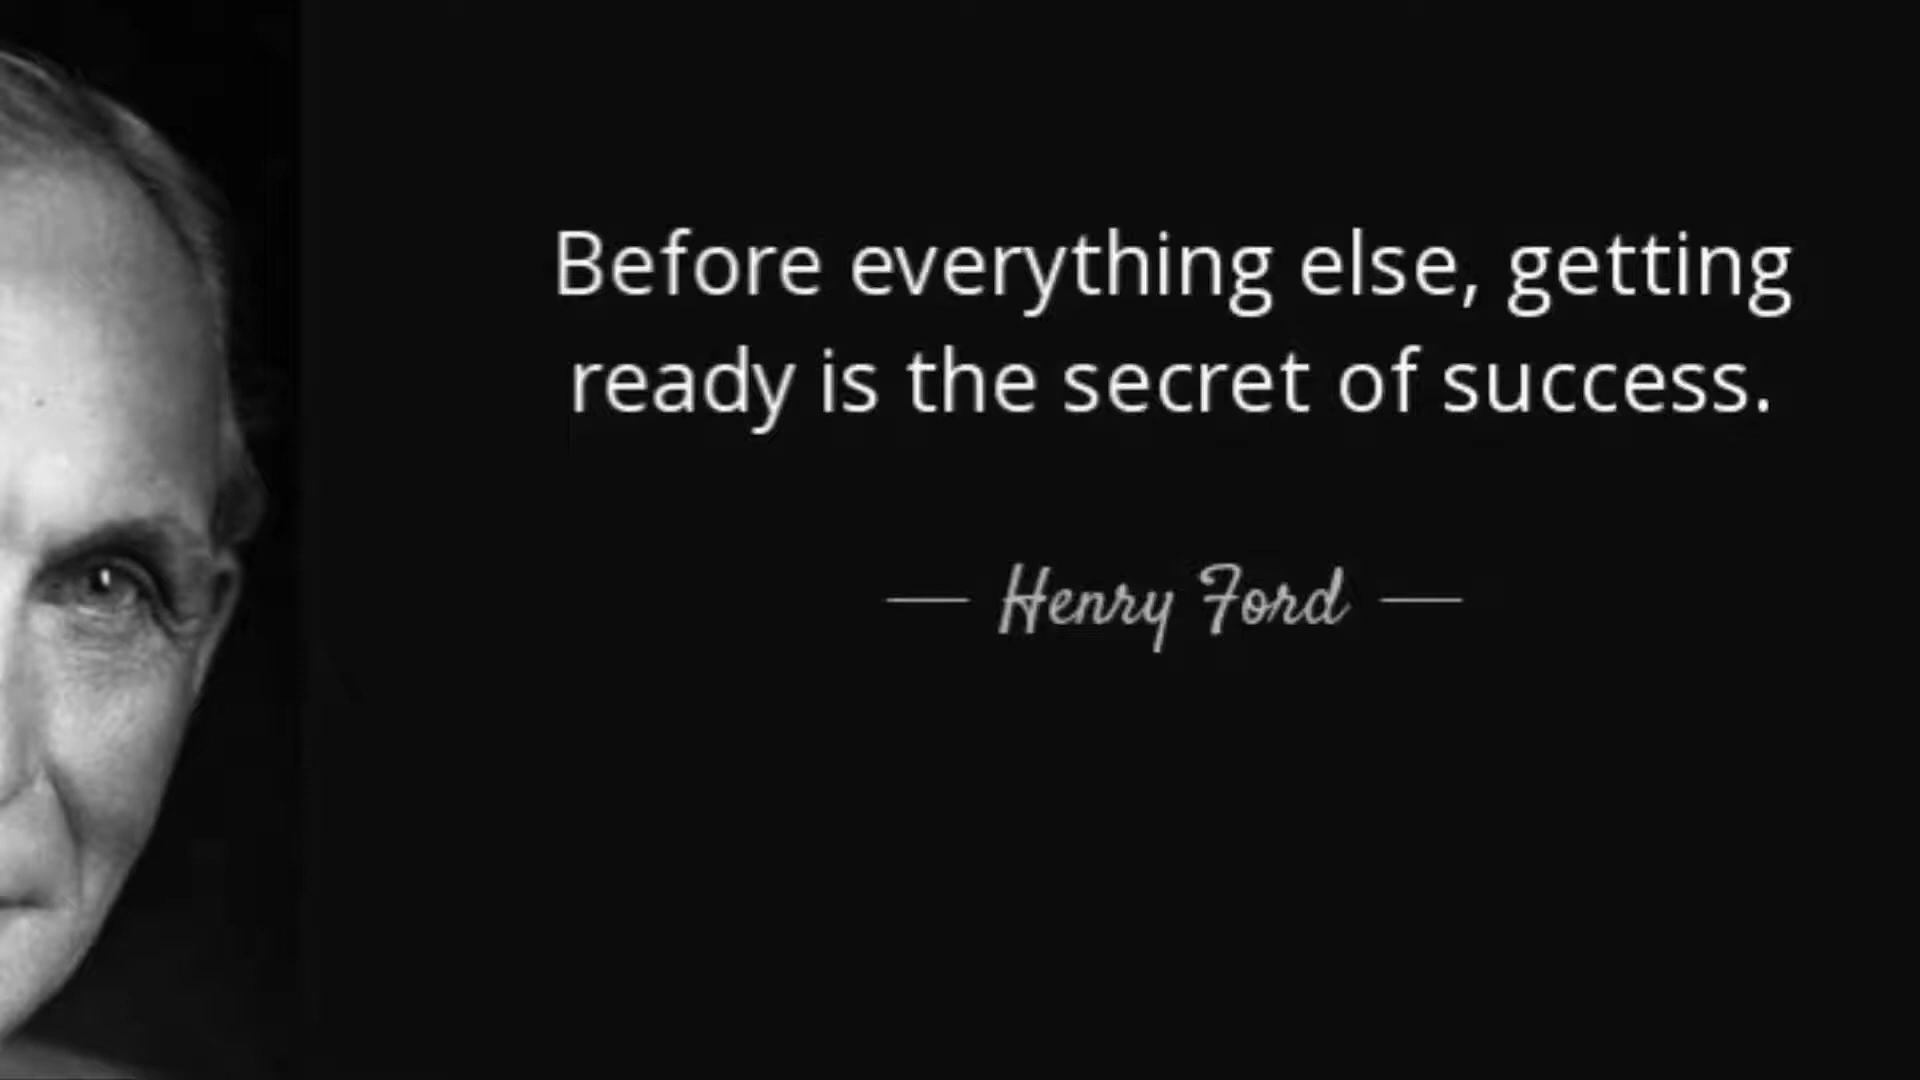 Before everything else, getting
ready is the secret of success.
— Henry Ford —